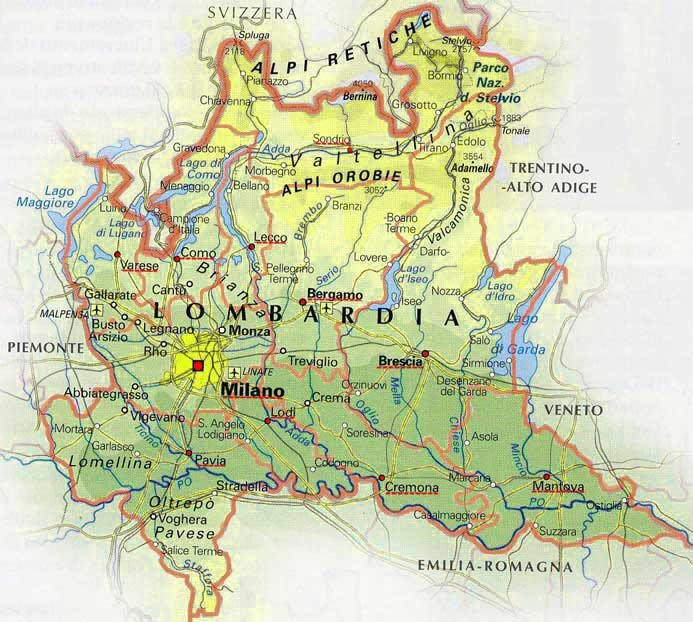 SVIZZERA
Spluga
2118
ALPI RETICHE
Livigno
Stelvio
2757
Bormio
Parco
Naz.
d. Stelvio
Pianazzo
Chiavenna
4050
Bernina
Grosotto
Oglio
1883
Tonale
Sondrio
Adda
Valtellina
Tirano
Edolo
3554
Adamello
Gravedona
Lago di
Como
Morbegno
ALPI OROBIE
3052
TRENTINO-
-ALTO ADIGE
Menaggio
Bellano
Lago
Maggiore
Luino
Lago
di Lugano
Campione
d'Italia
Brembo
Branzi
-Boario
Terme
Valcamonica
Lecco
Como
Varese
Brianza
S. Pellegrino
Terme
Serio
Lovere
Darfo-
Lago
d'Iseo
Nozza
Lago
d'Idro
Cantù
Gallarate
MALPENSA
Busto
Arsizio
Legnano
LOMBARDIA
Bergamo
Iseo
Monza
Rho
PIEMONTE
Salò
Lago
di Garda
Sirmione
Treviglio
Brescia
LINATE
Milano
Desenzano
del Garda
Abbiategrasso
Orzinuovi
Mella
Crema
Oglio
Vigevano
Lodi
VENETO
Mortara
Ticino
S. Angelo
Lodigiano
Adda
Soresina
Chiese
Asola
Mincio
Garlasco
Pavia
Lomellina
Codogno
Cremona
Marcaria
Mantova
PO
Stradella
PO
Ostiglia
Oltrepò
Pavese
Voghera
Casalmaggiore
Suzzara
Salice Terme
Staffora
EMILIA-ROMAGNA